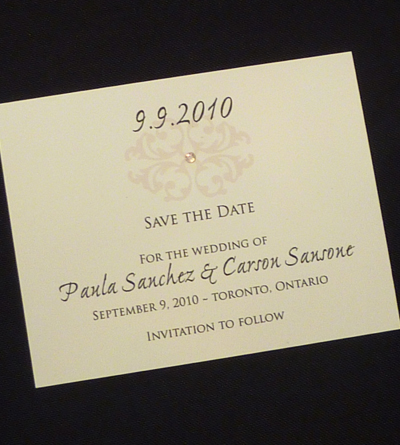 9.9.2010
Save the Date
For the wedding of
Paula Sanchez & Carson Sansone
September 9, 2010 ~ Toronto, Ontario
Invitation to follow